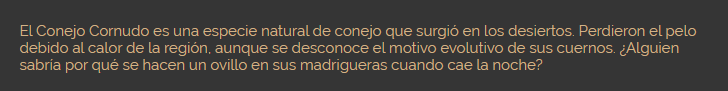 El Conejo Cornudo es una especie natural de conejo que surgió en los desiertos. Perdieron el pelo
debido al calor de la región, aunque se desconoce el motivo evolutivo de sus cuernos. ¿Alguien
sabría por qué se hacen un ovillo en sus madrigueras cuando cae la noche?